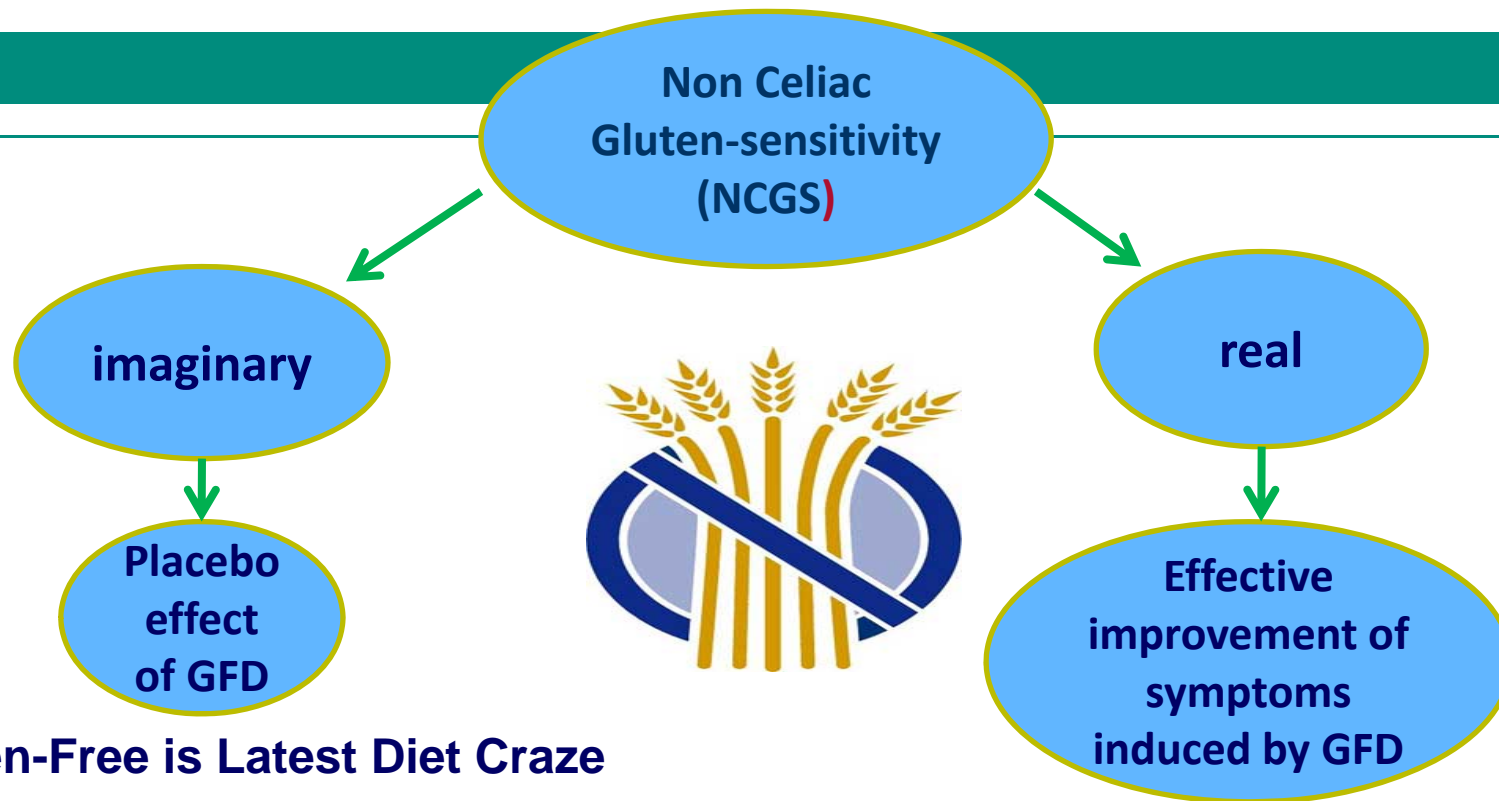 Non Celiac
Gluten-sensitivity
(NCGS)
imaginary
real
Placebo
effect
of GFD
Effective
improvement of
symptoms
induced by GFD
en-Free is Latest Diet Craze